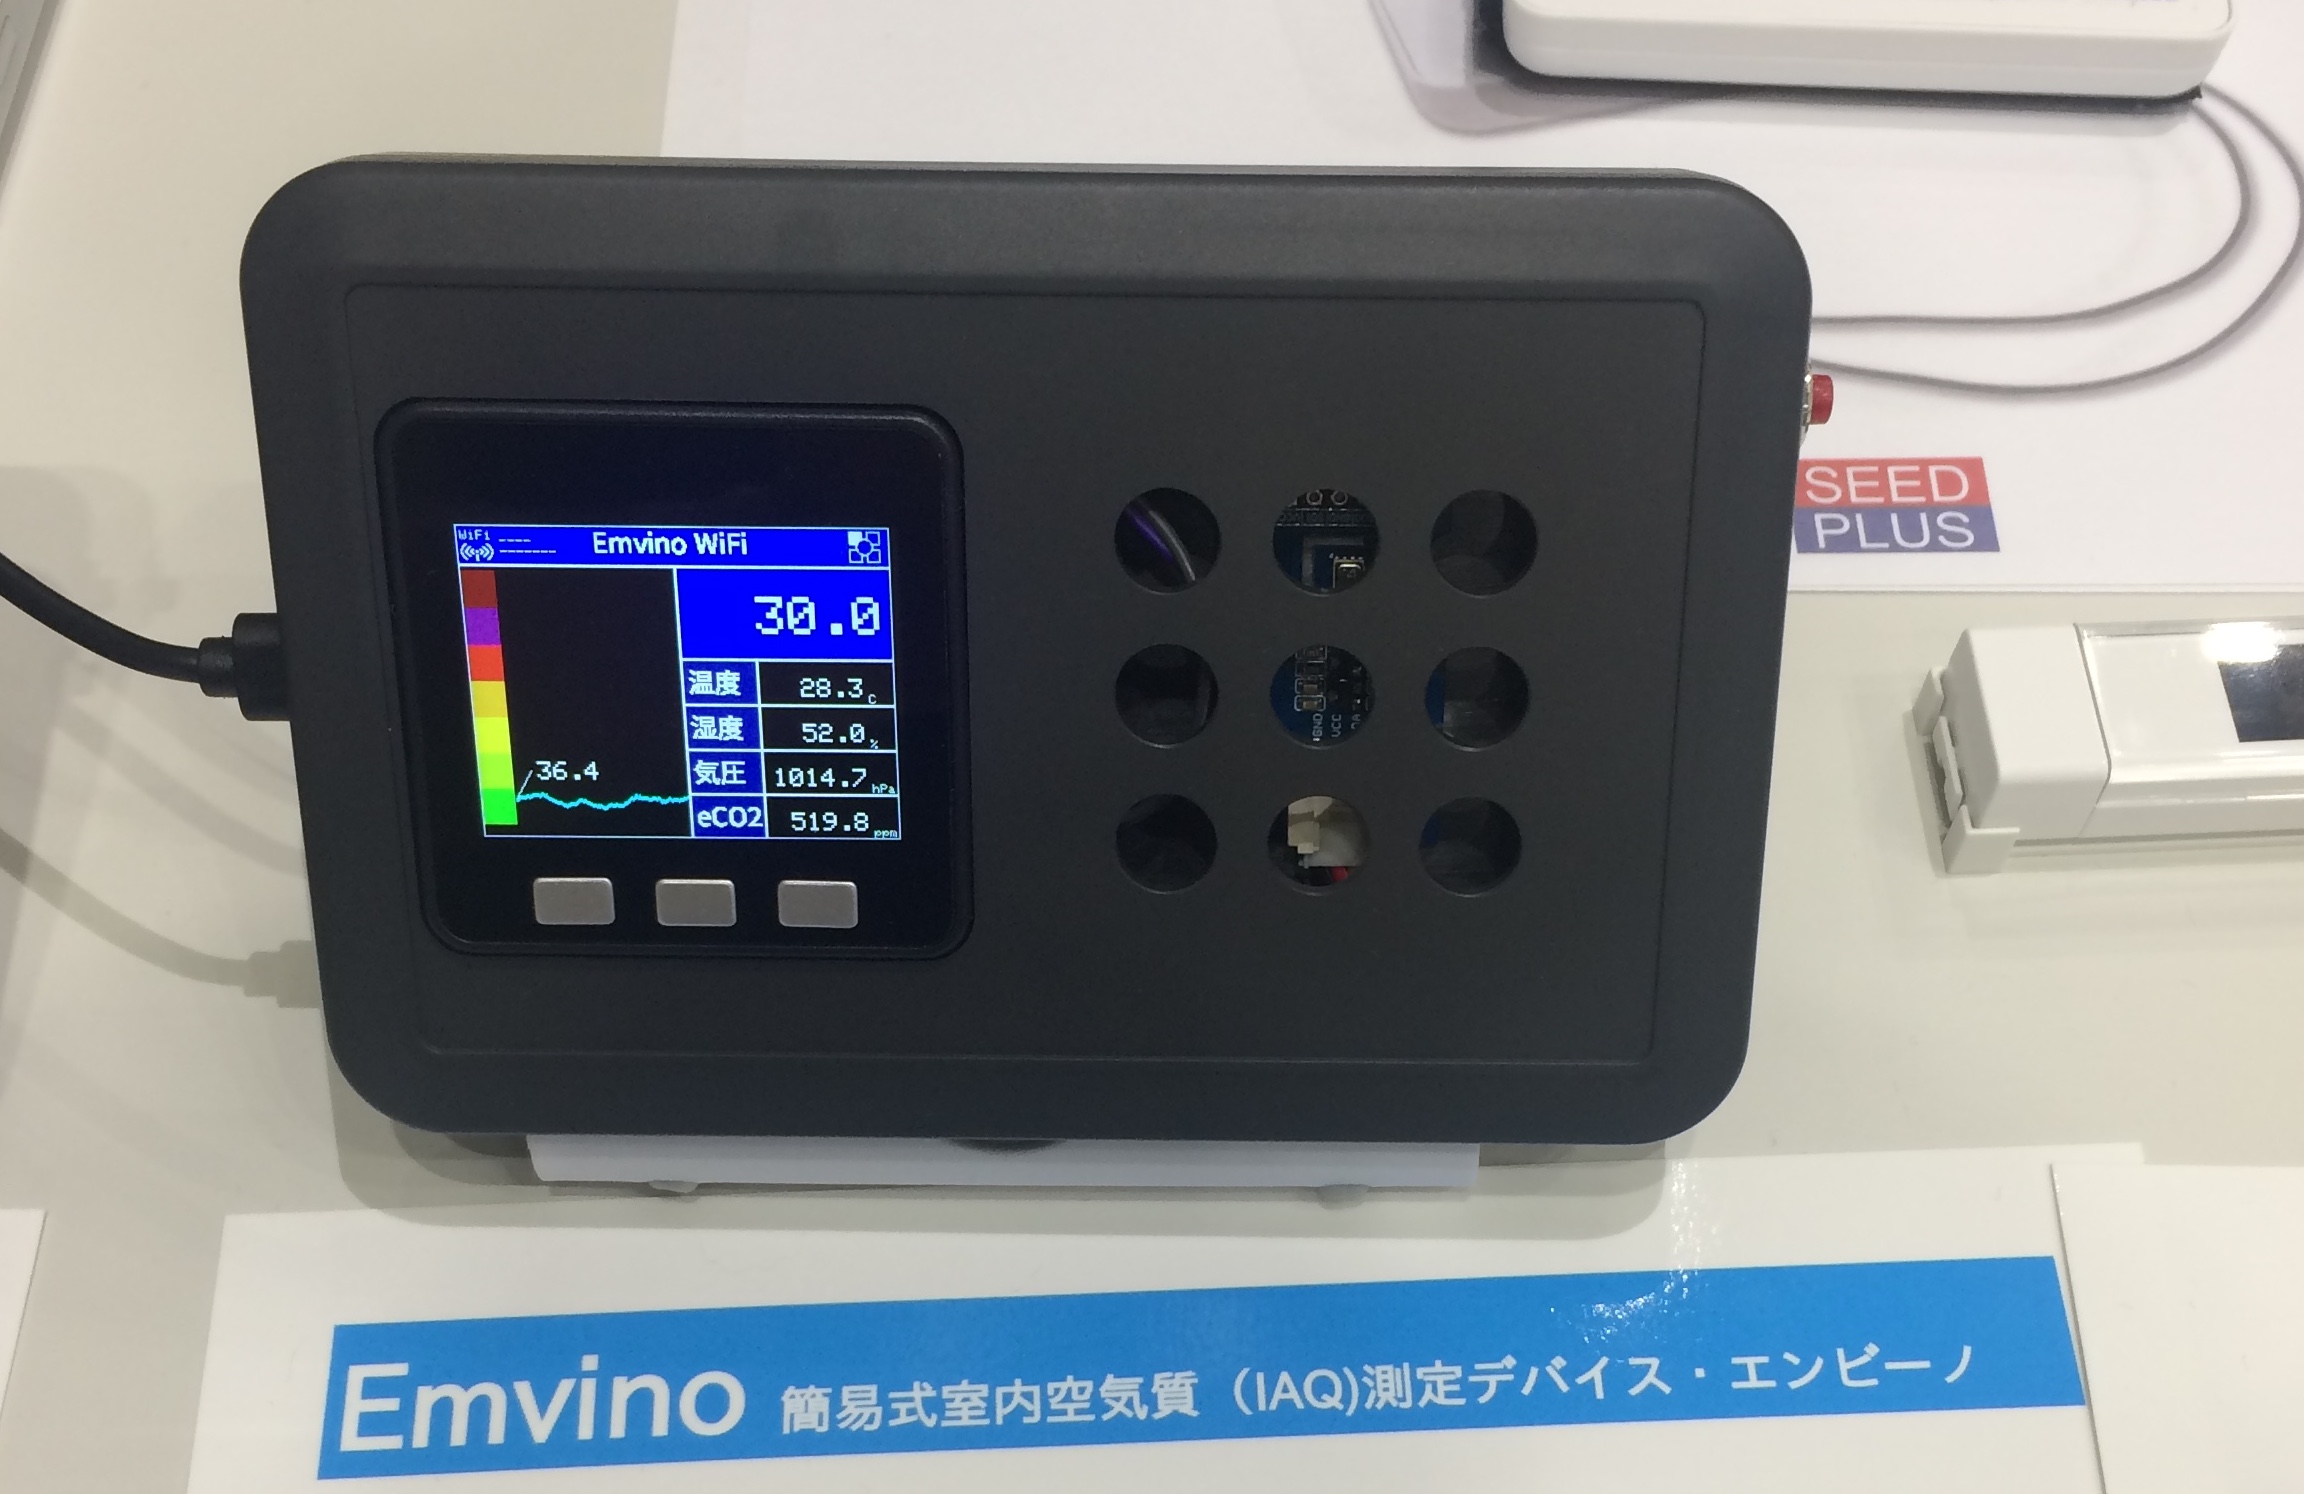 WiFi
Emvino WiFi
30.0
温度 28.3 C
湿度 52.0 %
気圧 1014.7 hPa
eCO2 519.8 ppm
36.4
GND
VCC
SEED
PLUS
Emvino 簡易式室内空気質（IAQ)測定デバイス・エンビーノ